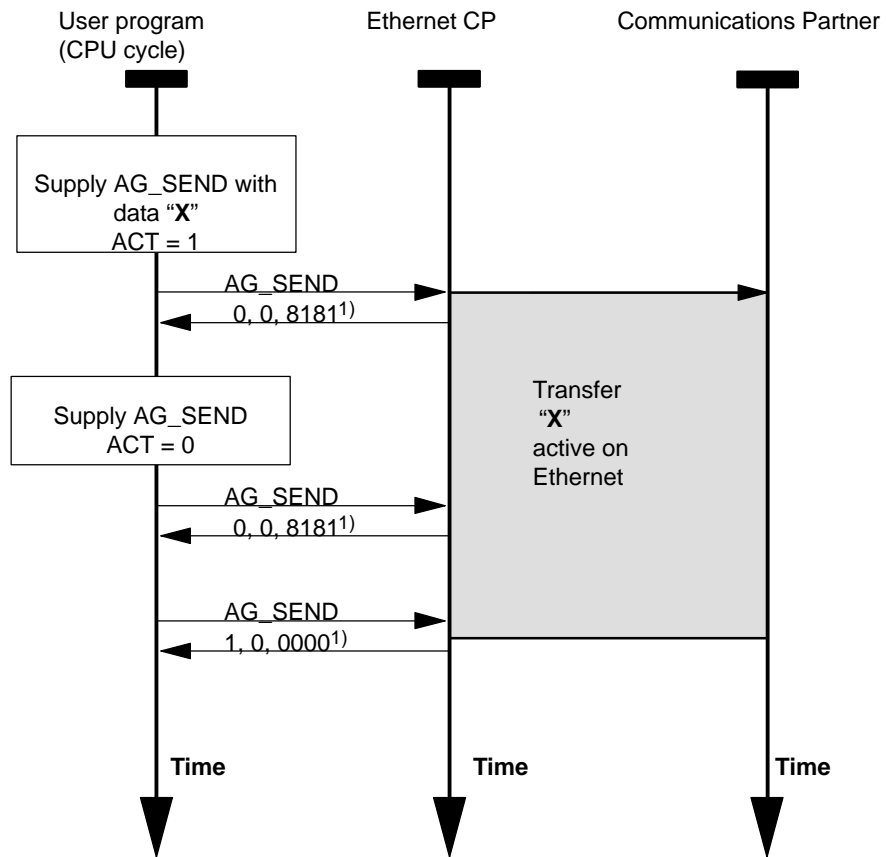 User program
(CPU cycle)
Ethernet CP
Communications Partner
Supply AG_SEND with
data “X”
ACT = 1
AG_SEND
0, 0, 8181¹⁾
Supply AG_SEND
ACT = 0
Transfer
“X”
active on
Ethernet
AG_SEND
0, 0, 8181¹⁾
AG_SEND
1, 0, 0000¹⁾
Time
Time
Time